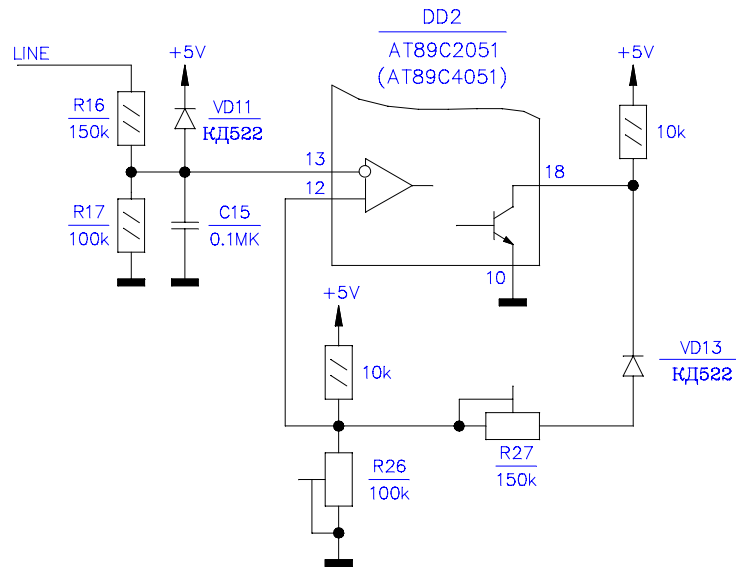 DD2
AT89C2051
(AT89C4051)
LINE
+5V
+5V
R16
150k
VD11
КД522
10k
13
12
18
R17
100k
C15
0.1МК
10
+5V
10k
VD13
КД522
R27
150k
R26
100k